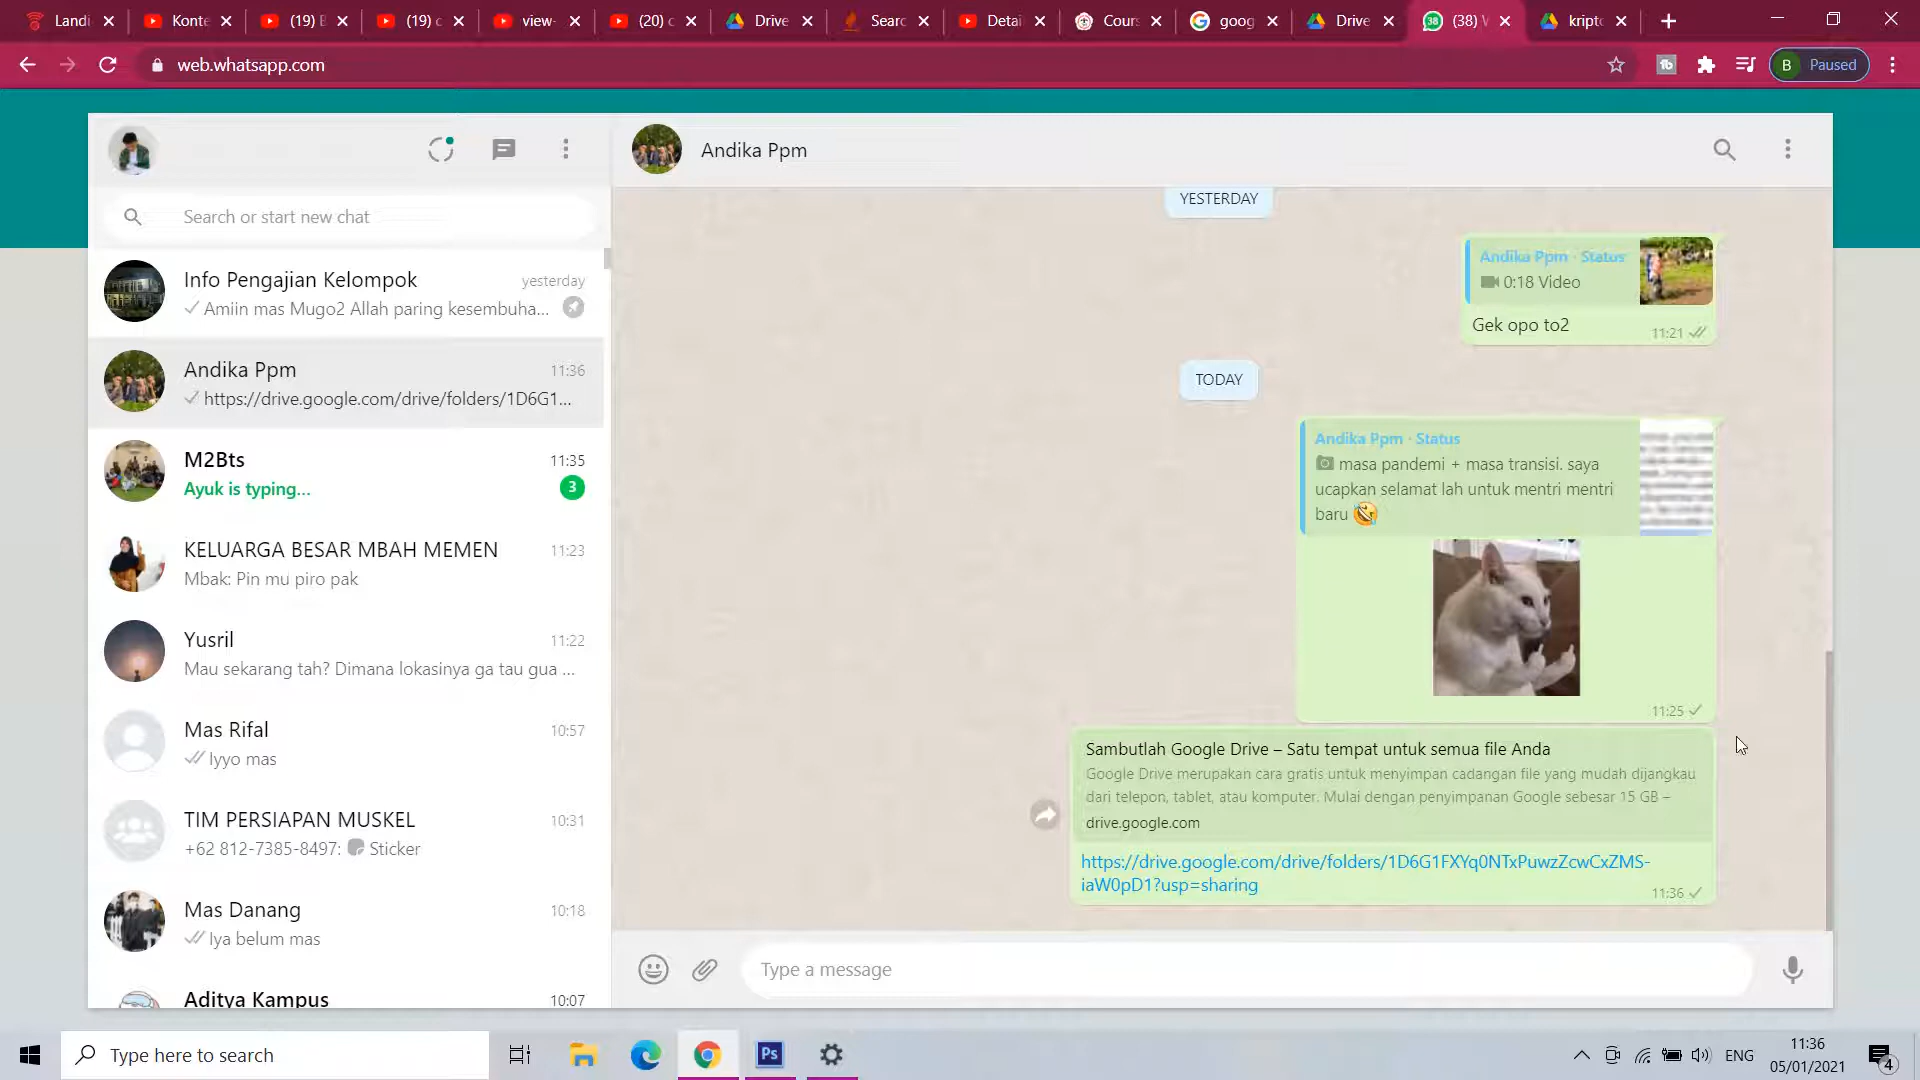 Landi
Konte
(19) E
(19) c
view-
(20) c
Drive
Searc
Detai
Cours
goog
Drive
(38) W
kripto
web.whatsapp.com
B Paused
Andika Ppm
Search or start new chat
Info Pengajian Kelompok yesterday
Amiin mas Mugo2 Allah paring kesembuha...
Andika Ppm 11:36
https://drive.google.com/drive/folders/1D6G1...
M2Bts 11:35
Ayuk is typing... 3
KELUARGA BESAR MBAH MEMEN 11:23
Mbak: Pin mu piro pak
Yusril 11:22
Mau sekarang tah? Dimana lokasinya ga tau gua ...
Mas Rifal 10:57
Iyyo mas
TIM PERSIAPAN MUSKEL 10:31
+62 812-7385-8497: Sticker
Mas Danang 10:18
Iya belum mas
Aditya Kampus 10:07
YESTERDAY
Andika Ppm · Status
0:18 Video
Gek opo to2 11:21
TODAY
Andika Ppm · Status
masa pandemi + masa transisi. saya
ucapkan selamat lah untuk mentri mentri
baru 🤣
11:25
Sambutlah Google Drive – Satu tempat untuk semua file Anda
Google Drive merupakan cara gratis untuk menyimpan cadangan file yang mudah dijangkau
dari telepon, tablet, atau komputer. Mulai dengan penyimpanan Google sebesar 15 GB –
drive.google.com
https://drive.google.com/drive/folders/1D6G1FXYq0NTxPuwzZcwCxZMS-
iaW0pD1?usp=sharing 11:36
Type a message
Type here to search
Ps
ENG
11:36
05/01/2021
4